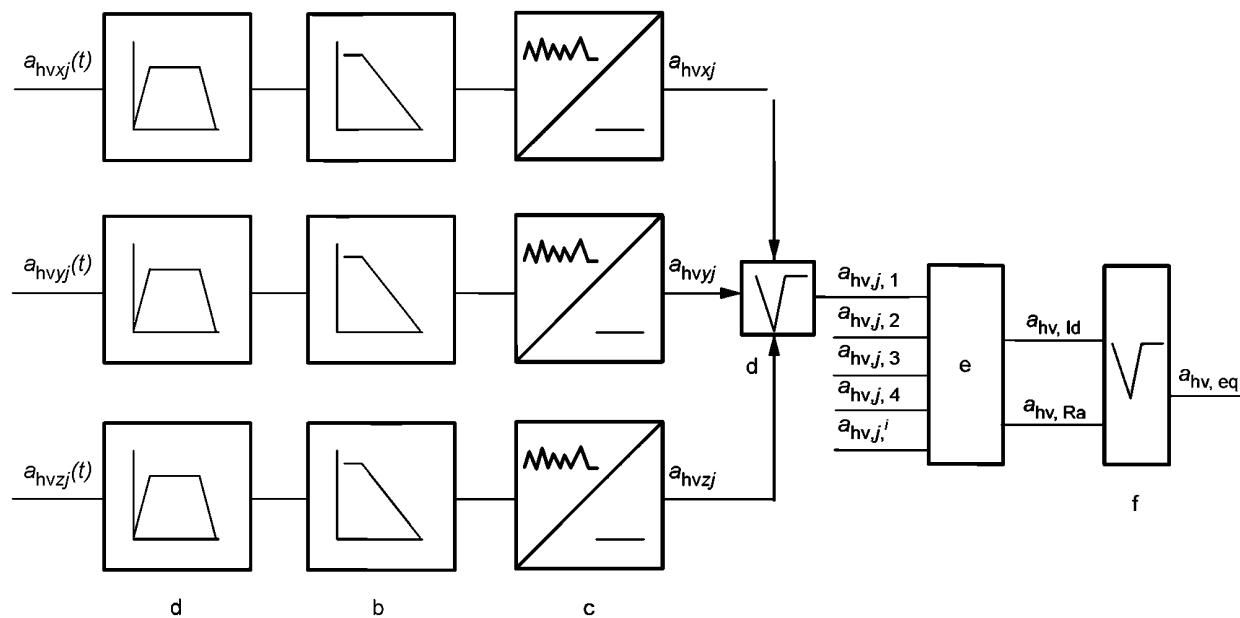 a_hvxj(t)
a_hvxj
a_hvyj(t)
a_hvyj
a_hv,j, 1
a_hv,j, 2
a_hv,j, 3
a_hv,j, 4
a_hv,j,i
d
e
a_hv, Id
a_hv, Ra
a_hv, eq
a_hvzj(t)
a_hvzj
f
d
b
c